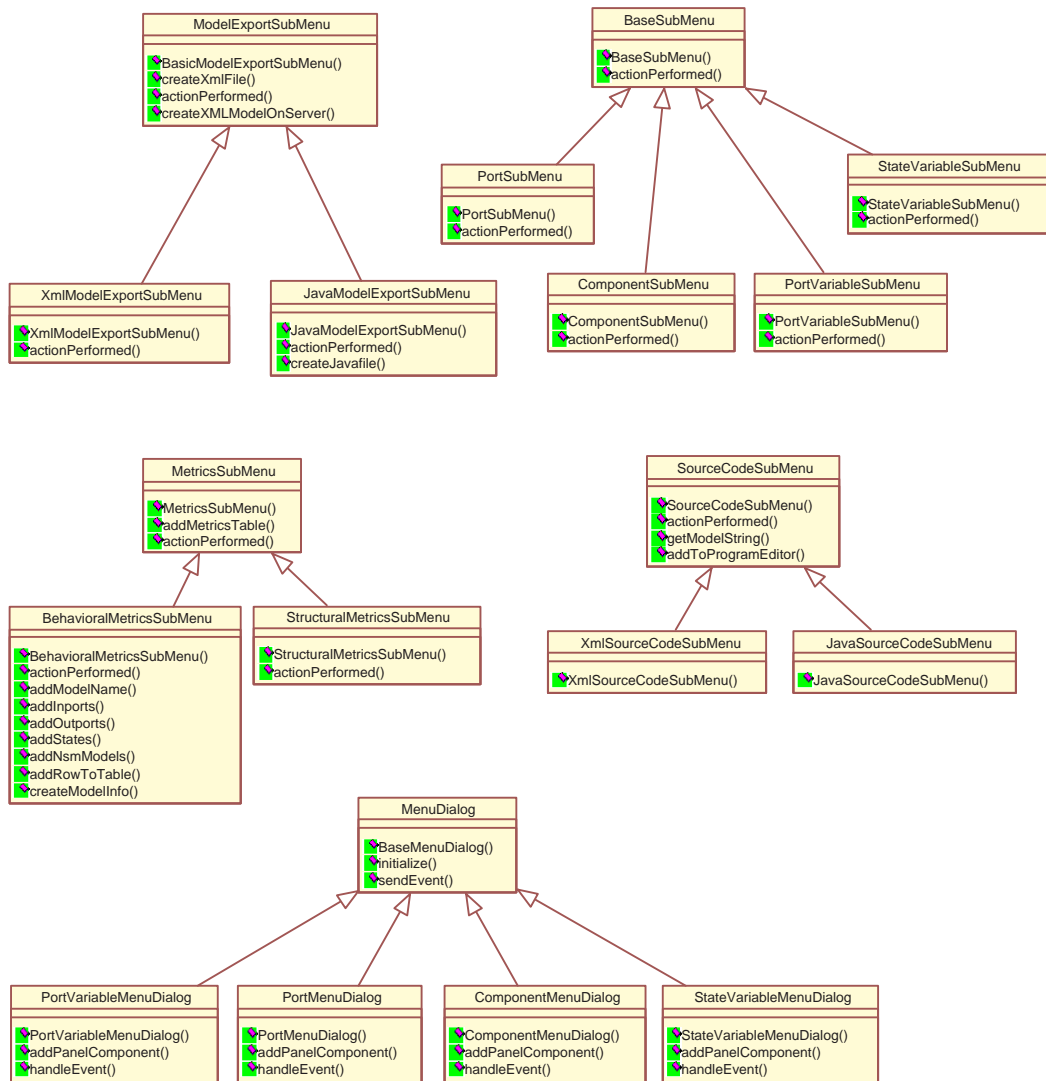 ModelExportSubMenu
BasicModelExportSubMenu()
createXmlFile()
actionPerformed()
createXMLModelOnServer()
BaseSubMenu
BaseSubMenu()
actionPerformed()
PortSubMenu
PortSubMenu()
actionPerformed()
StateVariableSubMenu
StateVariableSubMenu()
actionPerformed()
XmlModelExportSubMenu
XmlModelExportSubMenu()
actionPerformed()
JavaModelExportSubMenu
JavaModelExportSubMenu()
actionPerformed()
createJavafile()
ComponentSubMenu
ComponentSubMenu()
actionPerformed()
PortVariableSubMenu
PortVariableSubMenu()
actionPerformed()
MetricsSubMenu
MetricsSubMenu()
addMetricsTable()
actionPerformed()
SourceCodeSubMenu
SourceCodeSubMenu()
actionPerformed()
getModelString()
addToProgramEditor()
BehavioralMetricsSubMenu
BehavioralMetricsSubMenu()
actionPerformed()
addModelName()
addInports()
addOutports()
addStates()
addNsmModels()
addRowToTable()
createModelInfo()
StructuralMetricsSubMenu
StructuralMetricsSubMenu()
actionPerformed()
XmlSourceCodeSubMenu
XmlSourceCodeSubMenu()
JavaSourceCodeSubMenu
JavaSourceCodeSubMenu()
MenuDialog
BaseMenuDialog()
initialize()
sendEvent()
PortVariableMenuDialog
PortVariableMenuDialog()
addPanelComponent()
handleEvent()
PortMenuDialog
PortMenuDialog()
addPanelComponent()
handleEvent()
ComponentMenuDialog
ComponentMenuDialog()
addPanelComponent()
handleEvent()
StateVariableMenuDialog
StateVariableMenuDialog()
addPanelComponent()
handleEvent()